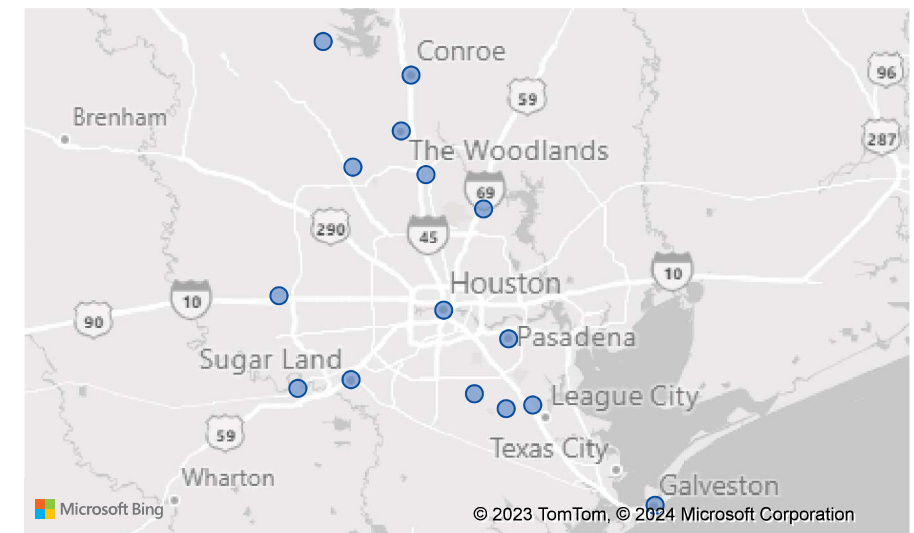 Conroe
96
59
Brenham
287
The Woodlands
69
290
45
10
Houston
10
90
Pasadena
Sugar Land
League City
59
Texas City
Wharton
Galveston
Microsoft Bing
© 2023 TomTom, © 2024 Microsoft Corporation